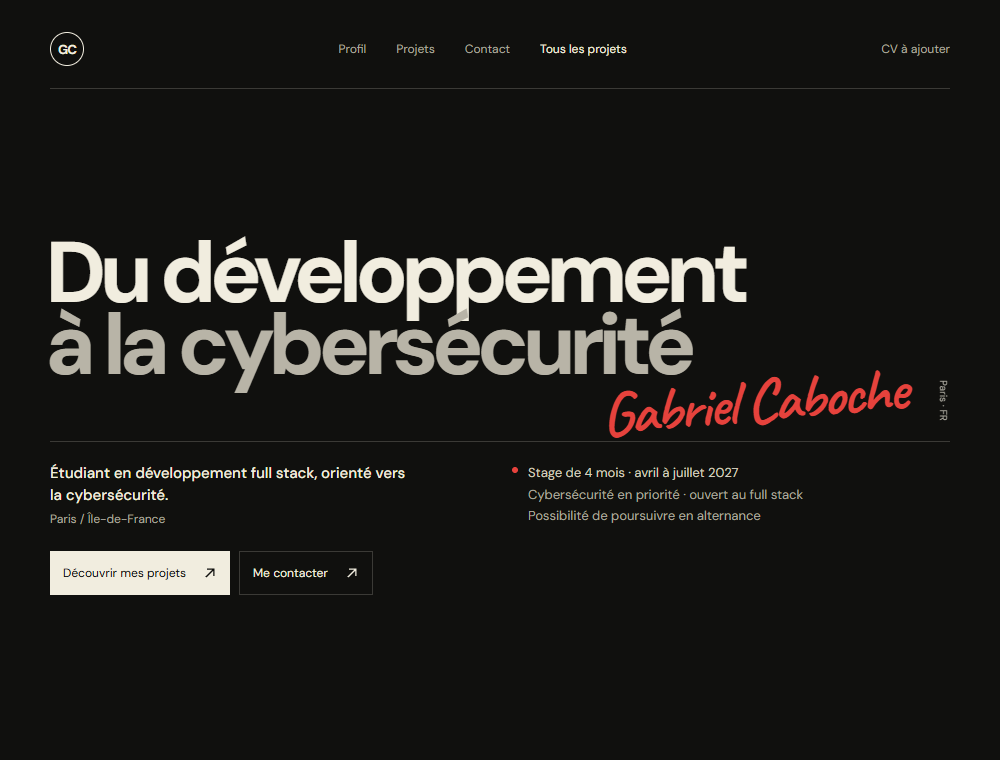 GC
Profil
Projets
Contact
Tous les projets
CV à ajouter
Du développement
à la cybersécurité
Gabriel Caboche
Paris · FR
Étudiant en développement full stack, orienté vers
la cybersécurité.
Paris / Île-de-France
Stage de 4 mois · avril à juillet 2027
Cybersécurité en priorité · ouvert au full stack
Possibilité de poursuivre en alternance
Découvrir mes projets
Me contacter